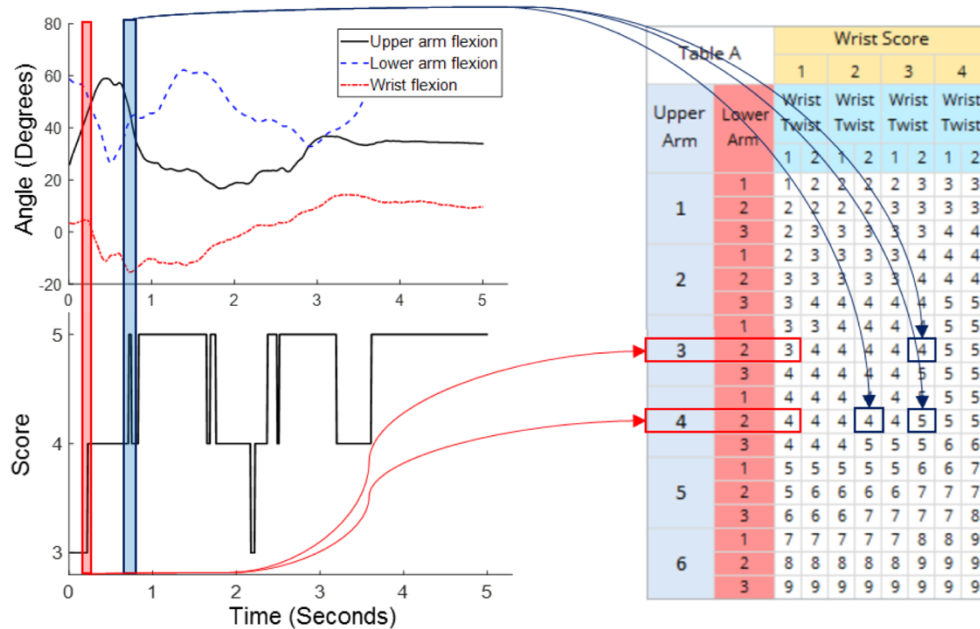 80
60
40
20
0
-20
Angle (Degrees)
Upper arm flexion
Lower arm flexion
Wrist flexion
0 1 2 3 4 5
5
4
3
Score
0 1 2 3 4 5
Time (Seconds)
Table A Wrist Score
1 2 3 4
Upper Arm
Lower Arm
Wrist Twist Wrist Twist Wrist Twist Wrist Twist
1 2 1 2 1 2 1 2
1 1 2 2 2 2 3 3 3
1 2 2 2 2 2 3 3 3 3
3 2 3 3 3 3 3 4 4
1 2 3 3 3 3 4 4 4
2 2 3 3 3 3 3 4 4 4
3 3 4 4 4 4 4 5 5
1 3 3 4 4 4 4 5 5
3 2 3 4 4 4 4 4 5 5
3 4 4 4 4 4 5 5 5
1 4 4 4 4 4 5 5 5
4 2 4 4 4 4 4 5 5 5
3 4 4 4 5 5 5 6 6
1 5 5 5 5 5 6 6 7
5 2 5 6 6 6 6 7 7 7
3 6 6 6 7 7 7 7 8
1 7 7 7 7 7 8 8 9
6 2 8 8 8 8 8 9 9 9
3 9 9 9 9 9 9 9 9